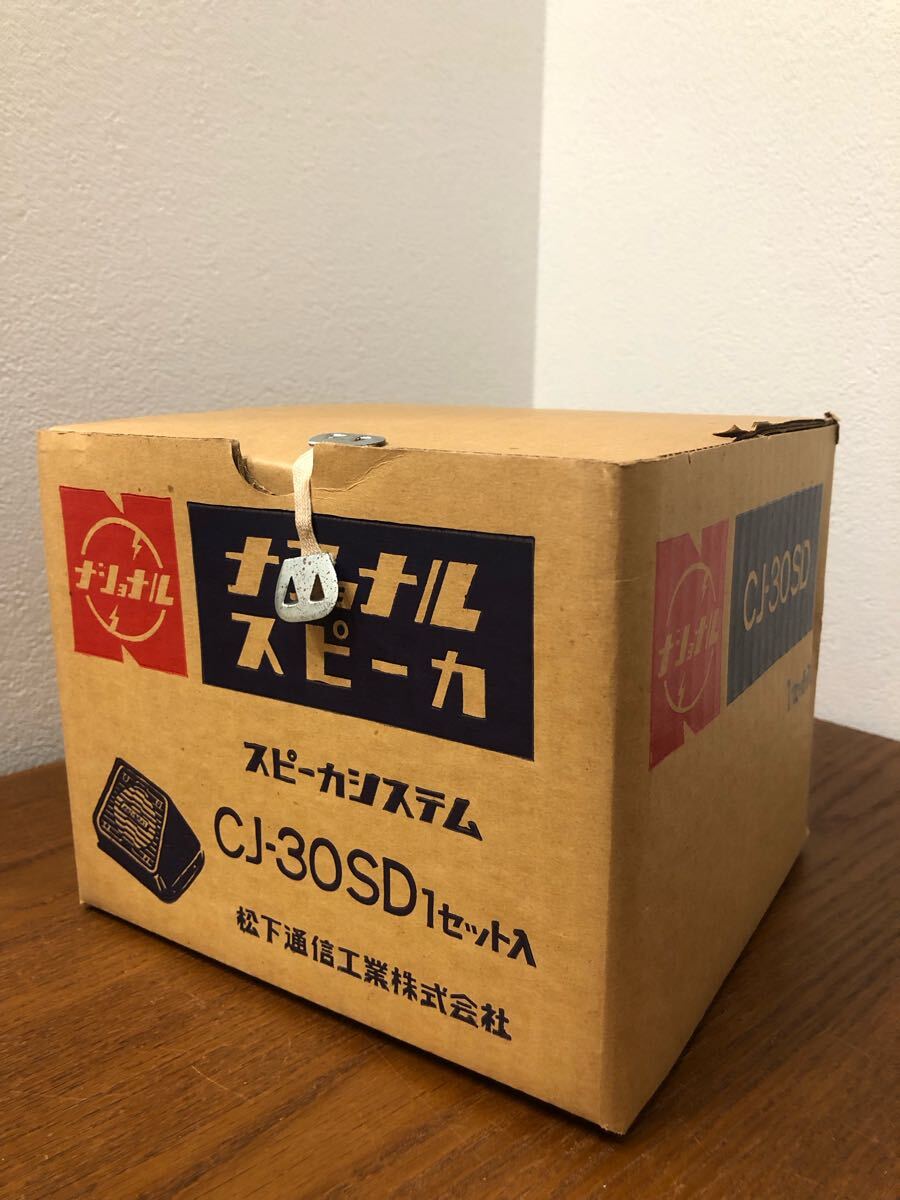 ナショナル
ナショナル
スピーカ
スピーカシステム
CJ-30SD1セット入
松下通信工業株式会社
ナショナル
CJ-30SD